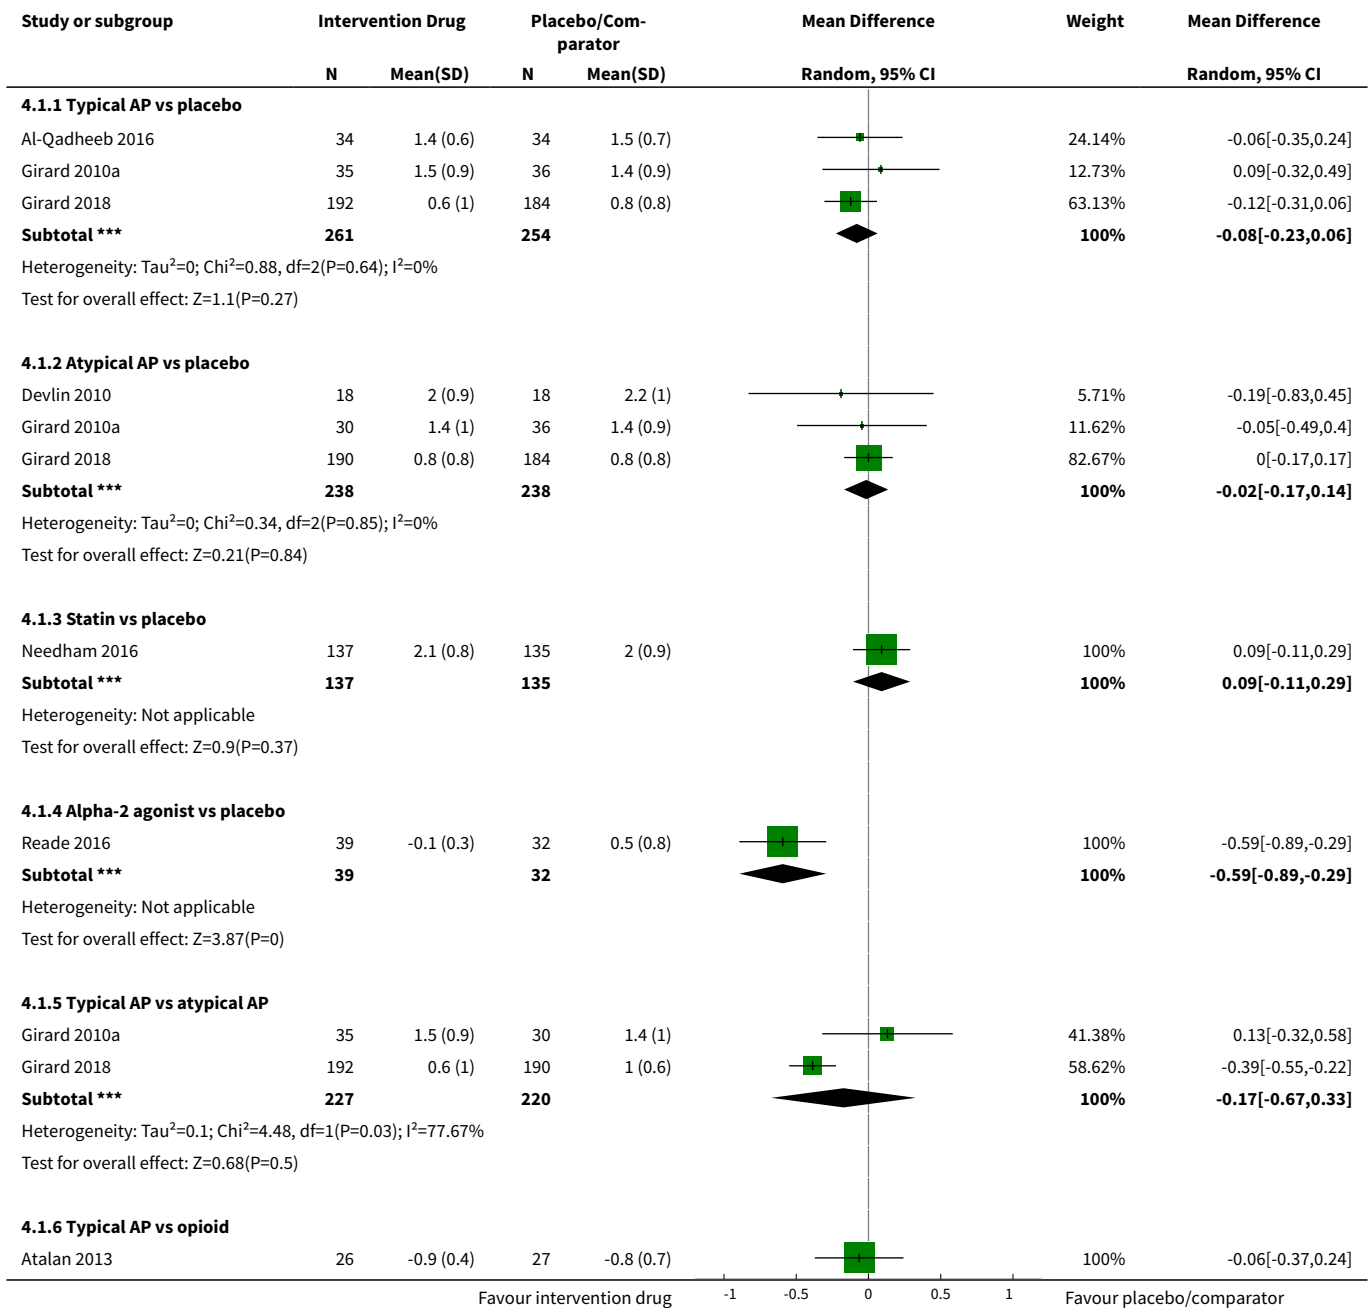 Study or subgroup Intervention Drug Placebo/Com- Mean Difference Weight Mean Difference
parator
N Mean(SD) N Mean(SD) Random, 95% CI Random, 95% CI
4.1.1 Typical AP vs placebo
Al-Qadheeb 2016 34 1.4 (0.6) 34 1.5 (0.7) 24.14% -0.06[-0.35,0.24]
Girard 2010a 35 1.5 (0.9) 36 1.4 (0.9) 12.73% 0.09[-0.32,0.49]
Girard 2018 192 0.6 (1) 184 0.8 (0.8) 63.13% -0.12[-0.31,0.06]
Subtotal *** 261 254 100% -0.08[-0.23,0.06]
Heterogeneity: Tau²=0; Chi²=0.88, df=2(P=0.64); I²=0%
Test for overall effect: Z=1.1(P=0.27)
4.1.2 Atypical AP vs placebo
Devlin 2010 18 2 (0.9) 18 2.2 (1) 5.71% -0.19[-0.83,0.45]
Girard 2010a 30 1.4 (1) 36 1.4 (0.9) 11.62% -0.05[-0.49,0.4]
Girard 2018 190 0.8 (0.8) 184 0.8 (0.8) 82.67% 0[-0.17,0.17]
Subtotal *** 238 238 100% -0.02[-0.17,0.14]
Heterogeneity: Tau²=0; Chi²=0.34, df=2(P=0.85); I²=0%
Test for overall effect: Z=0.21(P=0.84)
4.1.3 Statin vs placebo
Needham 2016 137 2.1 (0.8) 135 2 (0.9) 100% 0.09[-0.11,0.29]
Subtotal *** 137 135 100% 0.09[-0.11,0.29]
Heterogeneity: Not applicable
Test for overall effect: Z=0.9(P=0.37)
4.1.4 Alpha-2 agonist vs placebo
Reade 2016 39 -0.1 (0.3) 32 0.5 (0.8) 100% -0.59[-0.89,-0.29]
Subtotal *** 39 32 100% -0.59[-0.89,-0.29]
Heterogeneity: Not applicable
Test for overall effect: Z=3.87(P=0)
4.1.5 Typical AP vs atypical AP
Girard 2010a 35 1.5 (0.9) 30 1.4 (1) 41.38% 0.13[-0.32,0.58]
Girard 2018 192 0.6 (1) 190 1 (0.6) 58.62% -0.39[-0.55,-0.22]
Subtotal *** 227 220 100% -0.17[-0.67,0.33]
Heterogeneity: Tau²=0.1; Chi²=4.48, df=1(P=0.03); I²=77.67%
Test for overall effect: Z=0.68(P=0.5)
4.1.6 Typical AP vs opioid
Atalan 2013 26 -0.9 (0.4) 27 -0.8 (0.7) 100% -0.06[-0.37,0.24]
Favour intervention drug -1 -0.5 0 0.5 1 Favour placebo/comparator